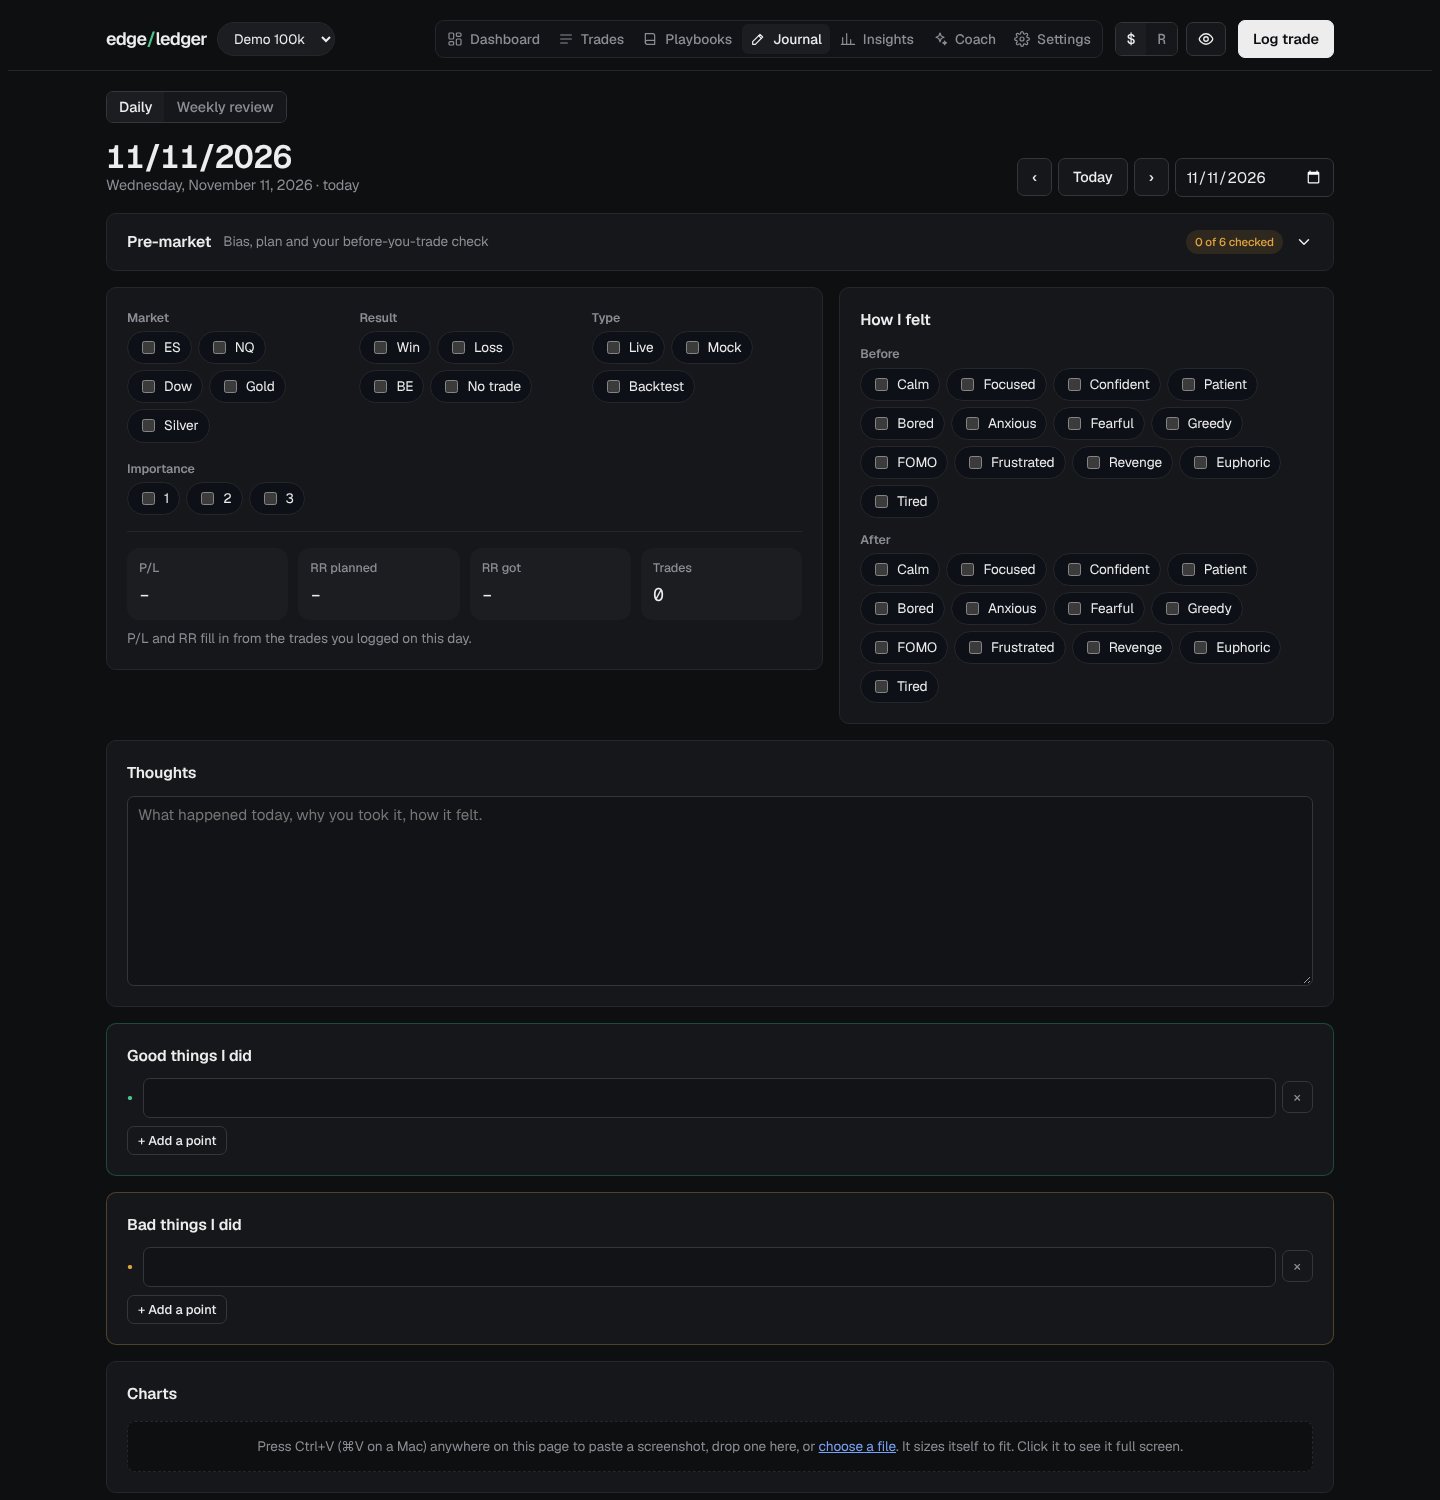 edge/ledger Demo 100k Dashboard Trades Playbooks Journal Insights Coach Settings $ R Log trade
Daily Weekly review
11/11/2026
Wednesday, November 11, 2026 · today
‹ Today › 11/11/2026
Pre-market Bias, plan and your before-you-trade check 0 of 6 checked
Market
ES NQ
Dow Gold
Silver
Result
Win Loss
BE No trade
Type
Live Mock
Backtest
Importance
1 2 3
P/L
–
RR planned
–
RR got
–
Trades
0
P/L and RR fill in from the trades you logged on this day.
How I felt
Before
Calm Focused Confident Patient
Bored Anxious Fearful Greedy
FOMO Frustrated Revenge Euphoric
Tired
After
Calm Focused Confident Patient
Bored Anxious Fearful Greedy
FOMO Frustrated Revenge Euphoric
Tired
Thoughts
What happened today, why you took it, how it felt.
Good things I did
×
+ Add a point
Bad things I did
×
+ Add a point
Charts
Press Ctrl+V (⌘V on a Mac) anywhere on this page to paste a screenshot, drop one here, or choose a file. It sizes itself to fit. Click it to see it full screen.